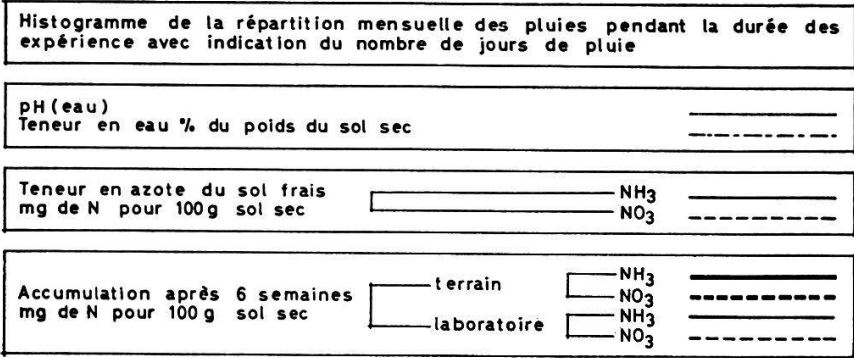 Histogramme de la répartition mensuelle des pluies pendant la durée des
expérience avec indication du nombre de jours de pluie
pH (eau)
Teneur en eau % du poids du sol sec
Teneur en azote du sol frais
mg de N pour 100 g sol sec
NH3
NO3
Accumulation après 6 semaines
mg de N pour 100 g sol sec
terrain
NH3
NO3
laboratoire
NH3
NO3